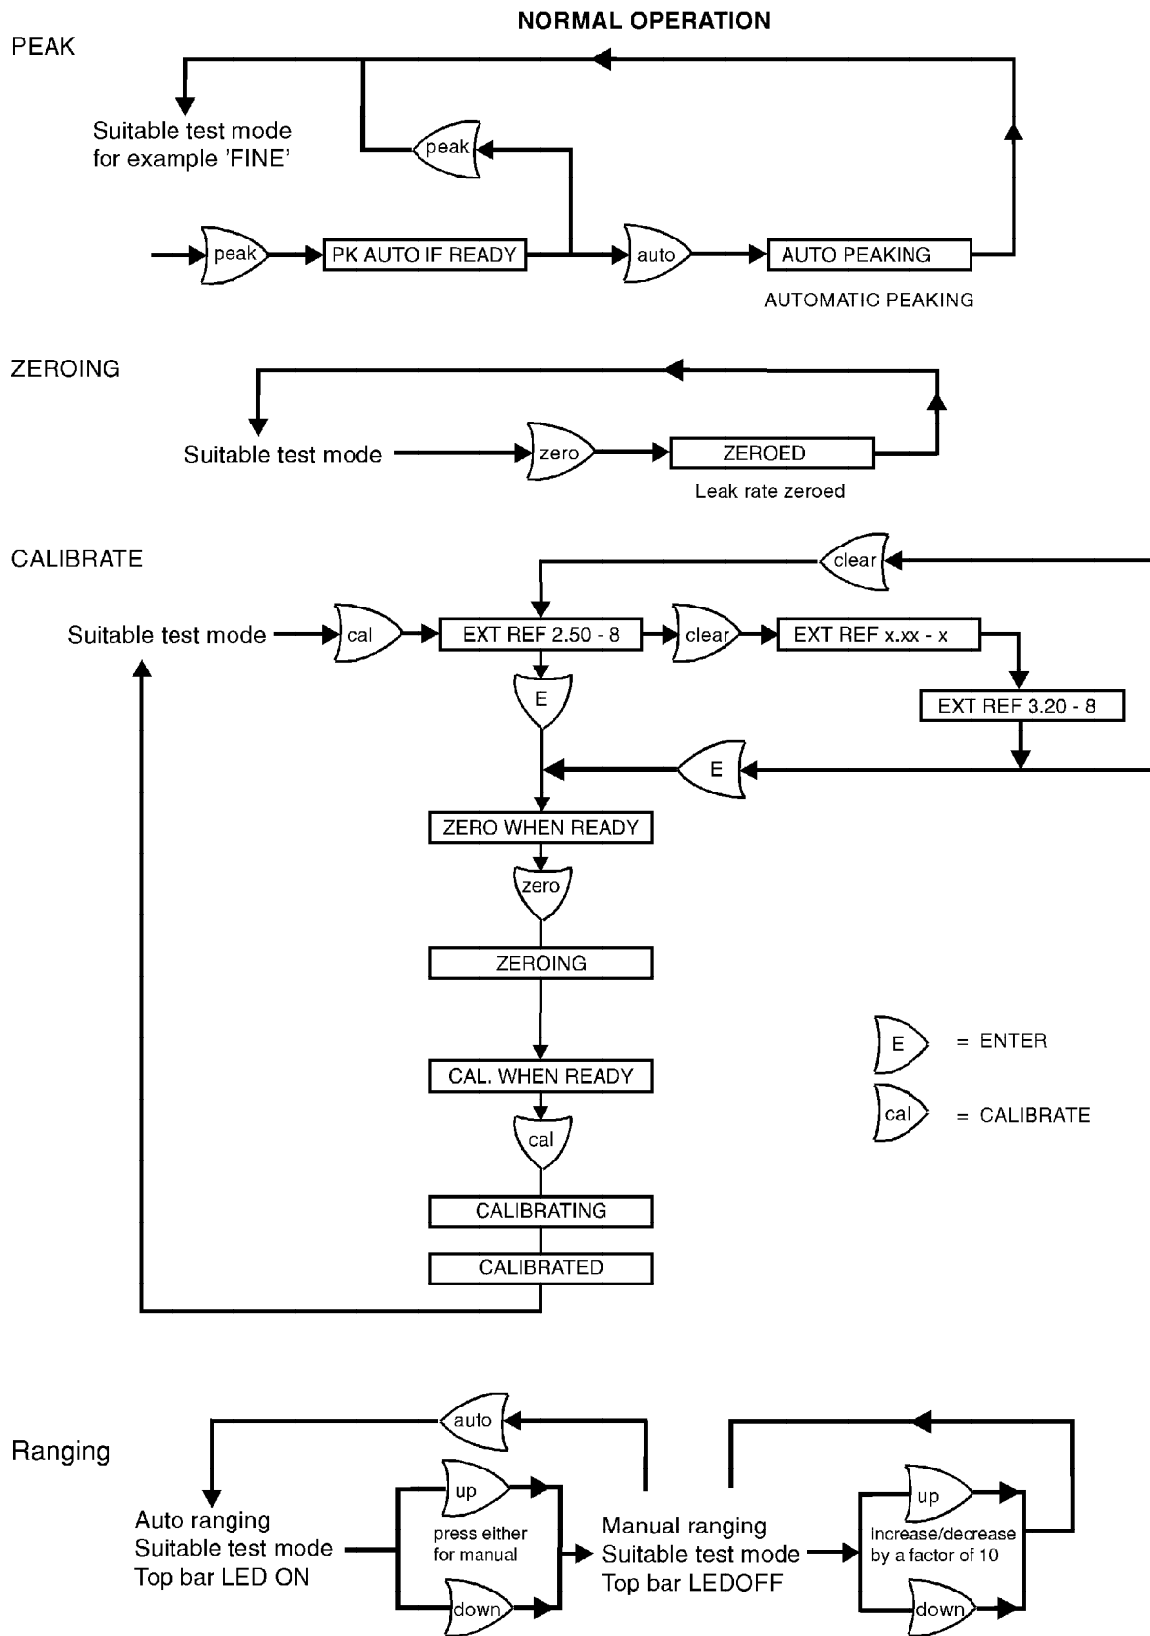 NORMAL OPERATION
PEAK
Suitable test mode
for example 'FINE'
peak
peak
PK AUTO IF READY
auto
AUTO PEAKING
AUTOMATIC PEAKING
ZEROING
Suitable test mode
zero
ZEROED
Leak rate zeroed
CALIBRATE
clear
Suitable test mode
cal
EXT REF 2.50 - 8
clear
EXT REF x.xx - x
E
EXT REF 3.20 - 8
E
ZERO WHEN READY
zero
ZEROING
E
= ENTER
CAL. WHEN READY
cal
= CALIBRATE
cal
CALIBRATING
CALIBRATED
Ranging
auto
up
up
Auto ranging
Suitable test mode
Top bar LED ON
press either
for manual
Manual ranging
Suitable test mode
Top bar LEDOFF
increase/decrease
by a factor of 10
down
down